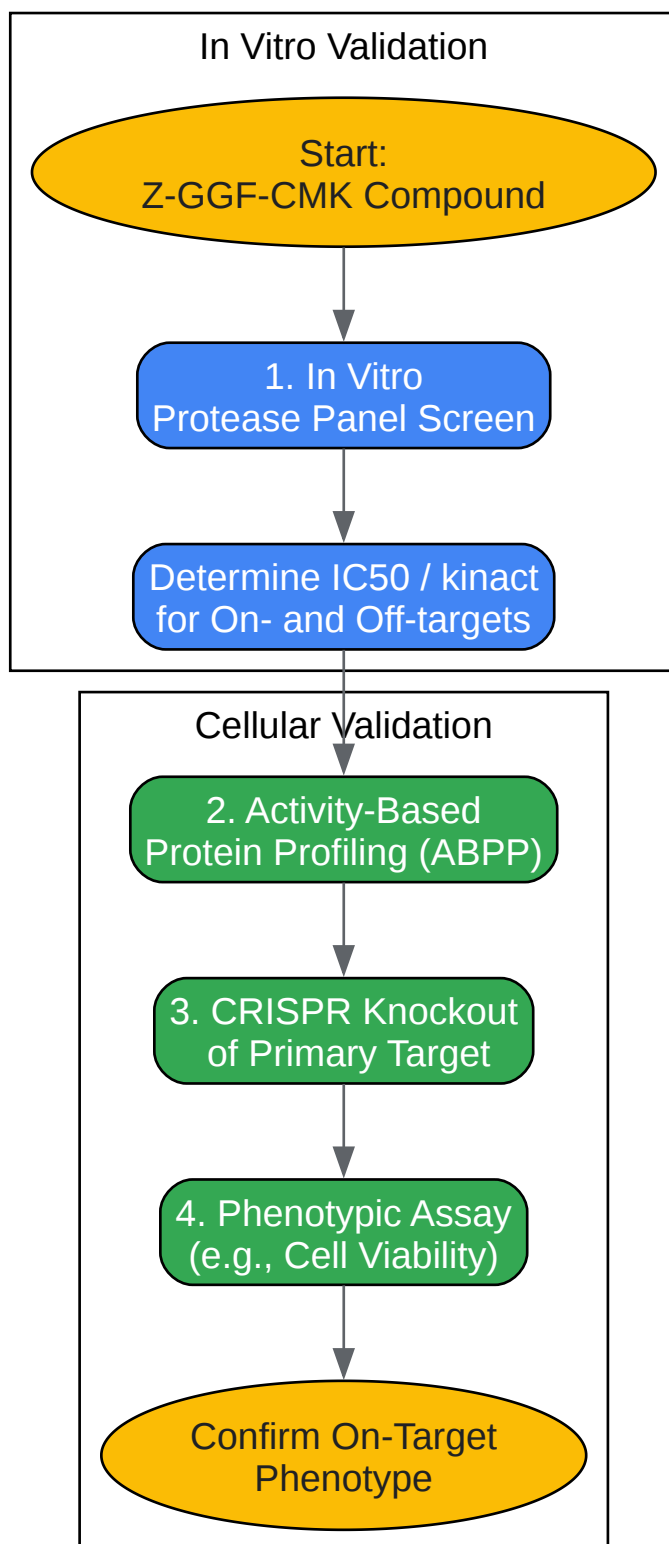 In Vitro Validation
Start:
Z-GGF-CMK Compound
1. In Vitro
Protease Panel Screen
Determine IC50 / kinact
for On- and Off-targets
Cellular Validation
2. Activity-Based
Protein Profiling (ABPP)
3. CRISPR Knockout
of Primary Target
4. Phenotypic Assay
(e.g., Cell Viability)
Confirm On-Target
Phenotype